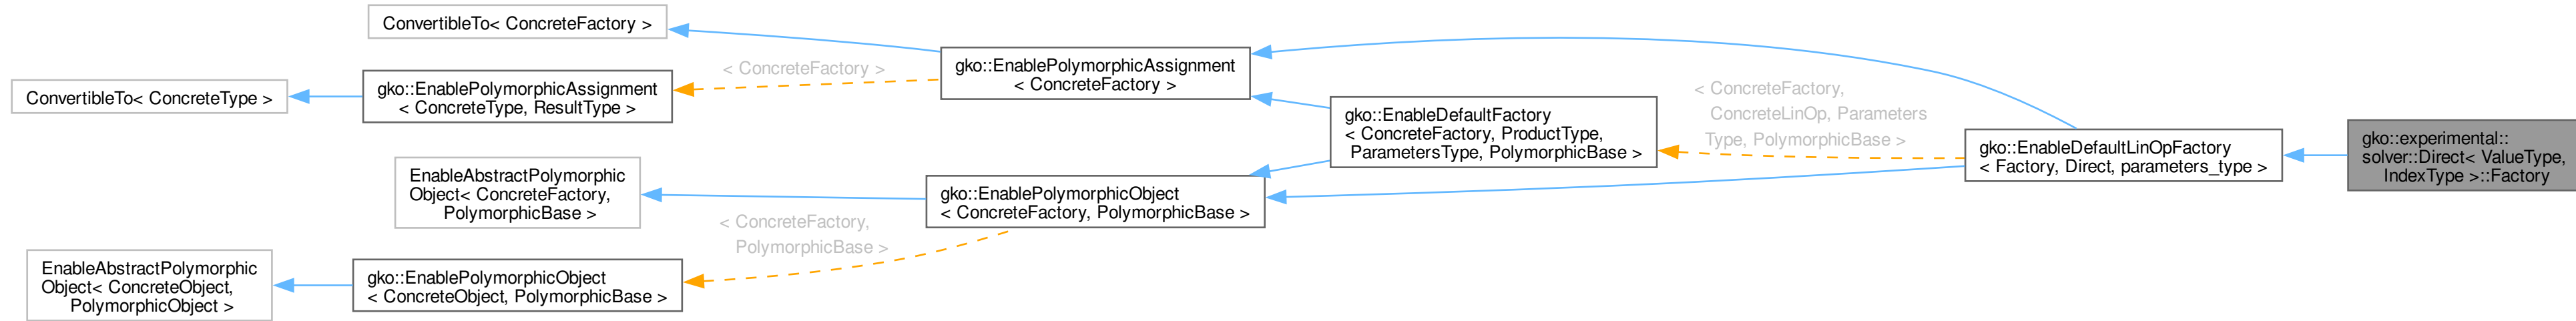 ConvertibleTo< ConcreteFactory >
ConvertibleTo< ConcreteType >
gko::EnablePolymorphicAssignment
< ConcreteType, ResultType >
< ConcreteFactory >
gko::EnablePolymorphicAssignment
< ConcreteFactory >
EnableAbstractPolymorphic
Object< ConcreteFactory,
PolymorphicBase >
EnableAbstractPolymorphic
Object< ConcreteObject,
PolymorphicObject >
gko::EnablePolymorphicObject
< ConcreteObject, PolymorphicBase >
< ConcreteFactory,
PolymorphicBase >
gko::EnablePolymorphicObject
< ConcreteFactory, PolymorphicBase >
gko::EnableDefaultFactory
< ConcreteFactory, ProductType,
ParametersType, PolymorphicBase >
< ConcreteFactory,
ConcreteLinOp, Parameters
Type, PolymorphicBase >
gko::EnableDefaultLinOpFactory
< Factory, Direct, parameters_type >
gko::experimental::
solver::Direct< ValueType,
IndexType >::Factory